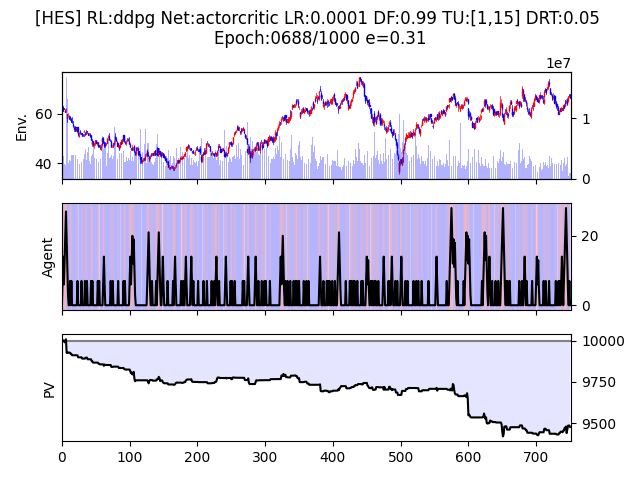 [HES] RL:ddpg Net:actorcritic LR:0.0001 DF:0.99 TU:[1,15] DRT:0.05
Epoch:0688/1000 e=0.31
1e7
Env.
60
40
1
0
Agent
20
0
PV
10000
9750
9500
0 100 200 300 400 500 600 700